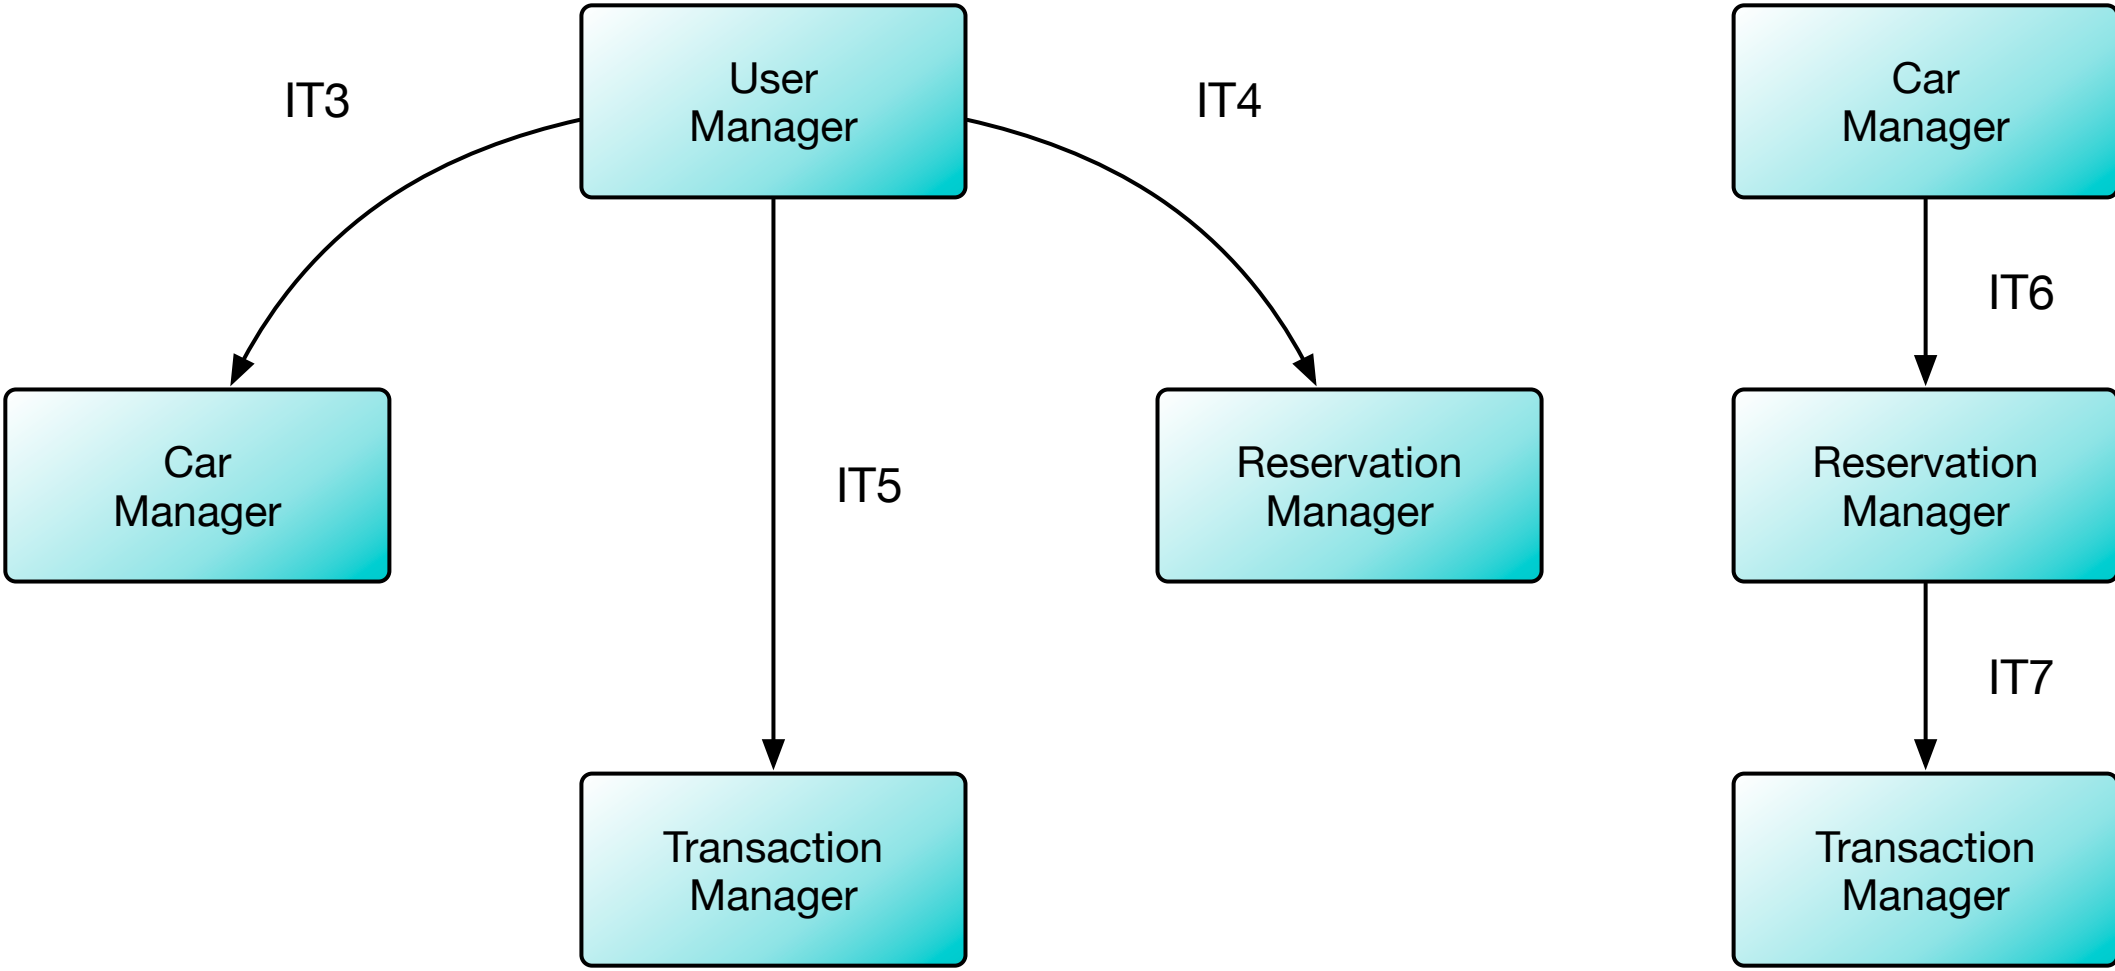 User
Manager
IT3
IT4
Car
Manager
IT6
Car
Manager
IT5
Reservation
Manager
Reservation
Manager
IT7
Transaction
Manager
Transaction
Manager